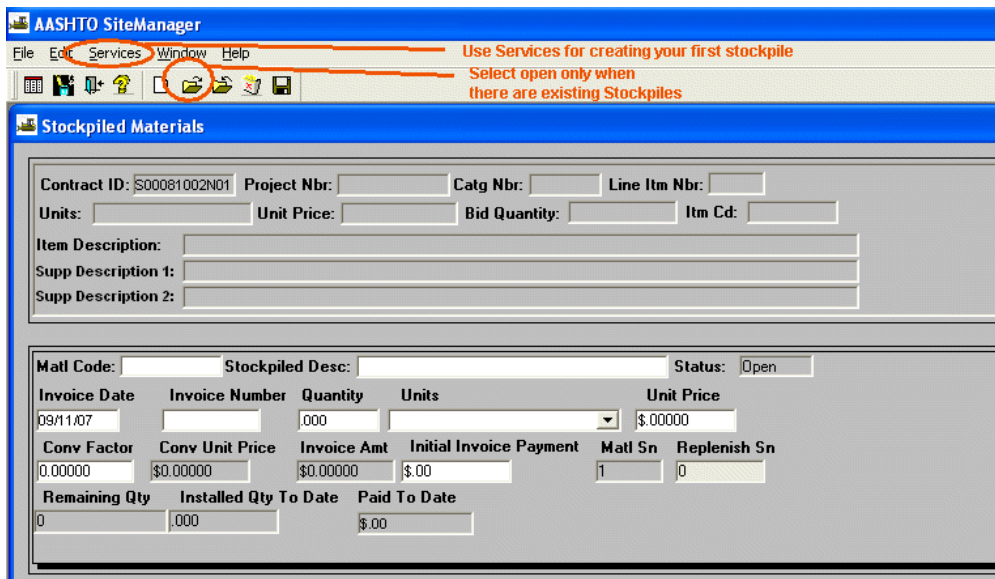 AASHTO SiteManager
File Edit Services Window Help
Use Services for creating your first stockpile
Select open only when
there are existing Stockpiles
Stockpiled Materials
Contract ID: S00081002N01 Project Nbr: Catg Nbr: Line Itm Nbr:
Units: Unit Price: Bid Quantity: Itm Cd:
Item Description:
Supp Description 1:
Supp Description 2:
Matl Code: Stockpiled Desc: Status: Open
Invoice Date Invoice Number Quantity Units Unit Price
09/11/07 .000 $.00000
Conv Factor Conv Unit Price Invoice Amt Initial Invoice Payment Matl Sn Replenish Sn
0.00000 $0.00000 $0.00000 $.00 1 0
Remaining Qty Installed Qty To Date Paid To Date
0 .000 $.00